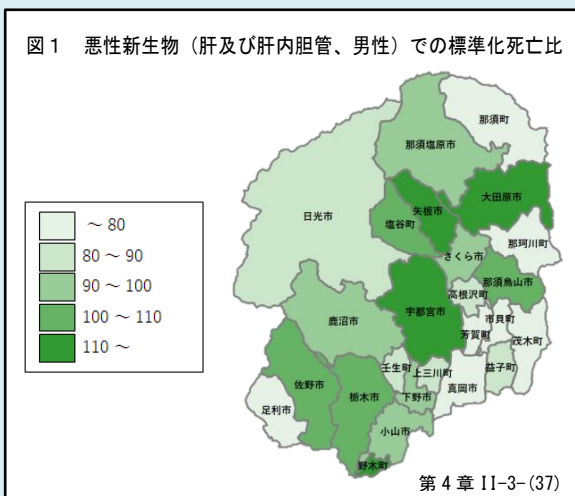 図１　悪性新生物（肝及び肝内胆管、男性）での標準化死亡比
那須町
那須塩原市
大田原市
矢板市
日光市
塩谷町
那珂川町
さくら市
那須烏山市
高根沢町
宇都宮市
市貝町
芳賀町
茂木町
鹿沼市
壬生町
上三川町
益子町
真岡市
佐野市
栃木市
下野市
足利市
小山市
野木町
～ 80
80 ～ 90
90 ～ 100
100 ～ 110
110 ～
第４章 II-3-(37)